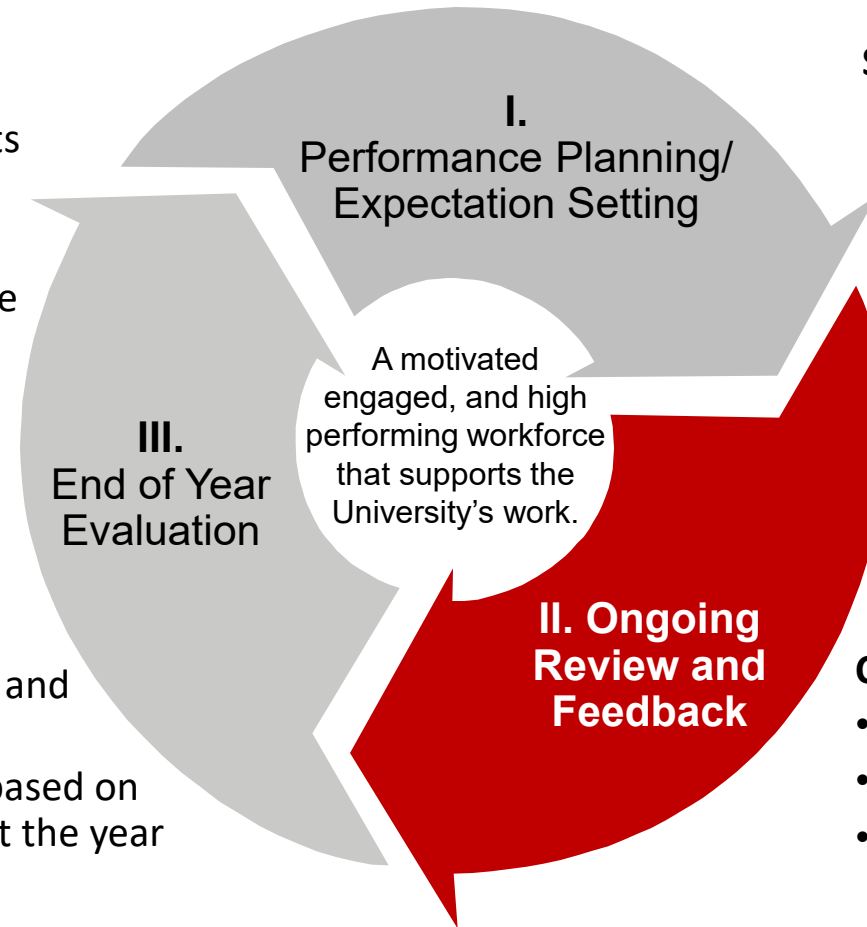 I.
Performance Planning/
Expectation Setting
A motivated
engaged, and high
performing workforce
that supports the
University’s work.
III.
End of Year
Evaluation
II. Ongoing
Review and
Feedback
and
based on
t the year
•
•
•